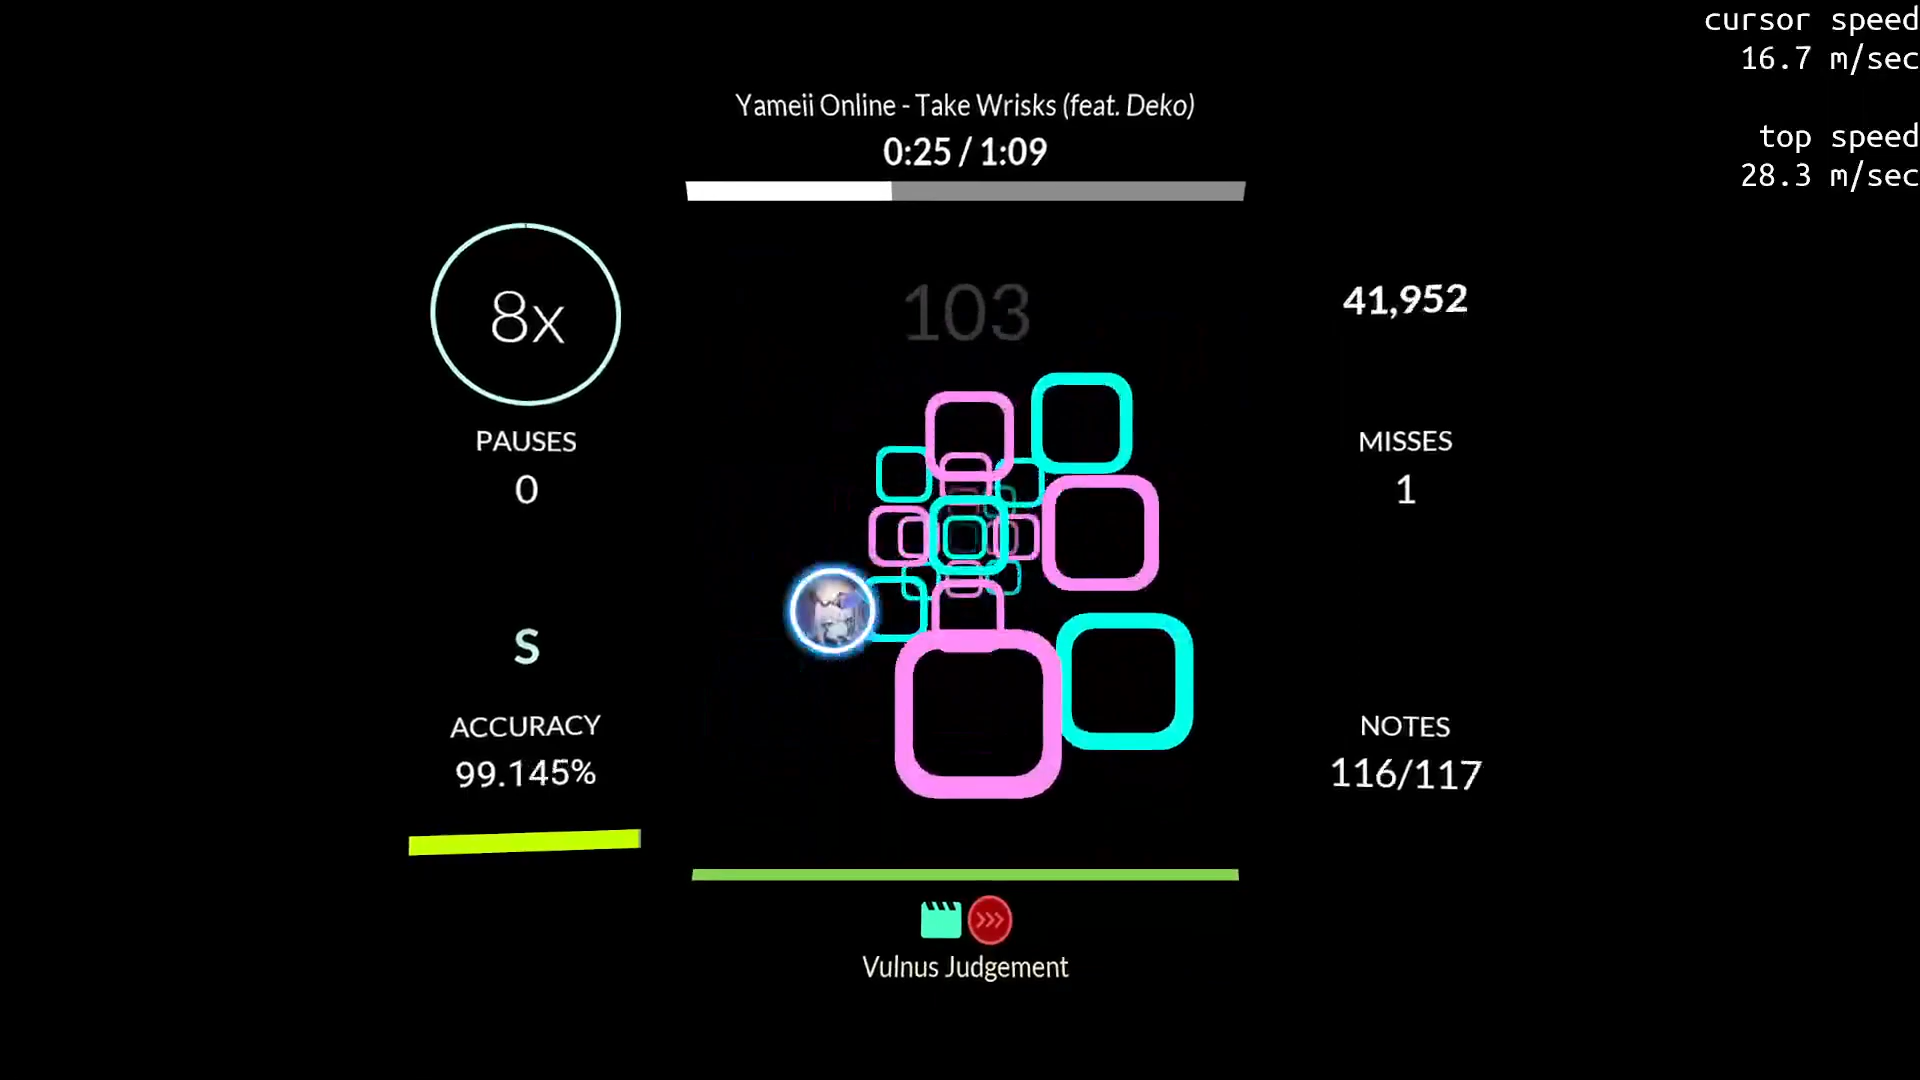 cursor speed
16.7 m/sec
top speed
28.3 m/sec
Yameii Online - Take Wrisks (feat. Deko)
0:25 / 1:09
8x
103
41,952
PAUSES
0
MISSES
1
S
ACCURACY
99.145%
NOTES
116/117
Vulnus Judgement